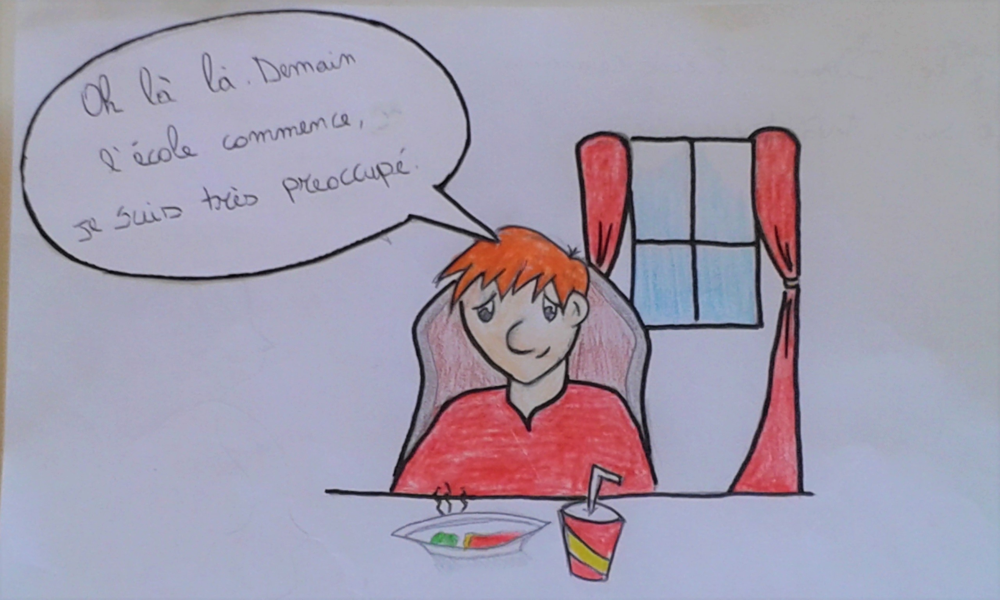 Oh là là. Demain
l'école commence,
je suis très preoccupé.